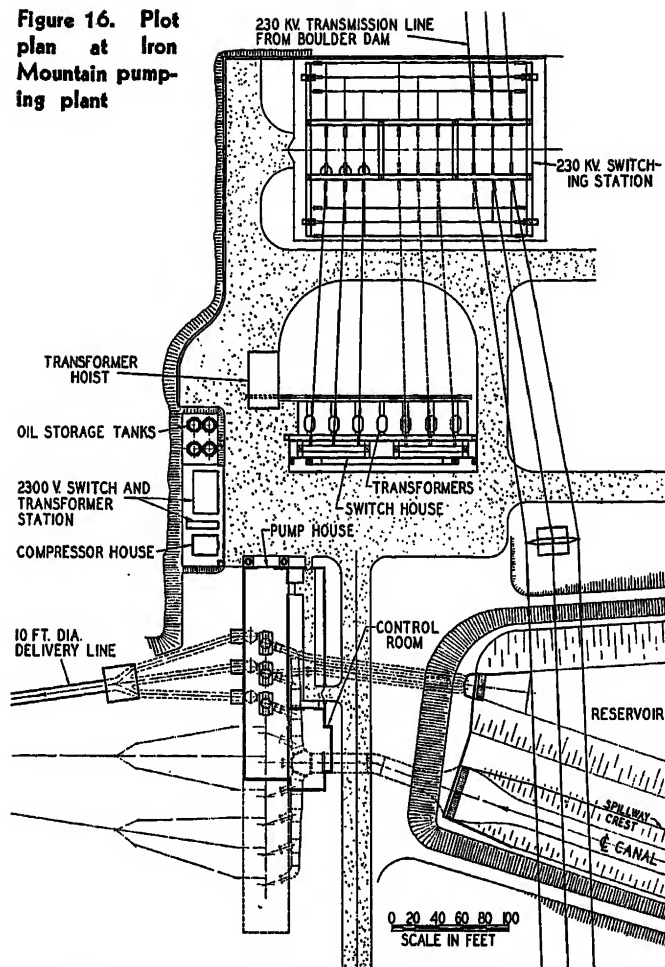 Figure 16. Plot
plan at Iron
Mountain pump-
ing plant
230 KV. TRANSMISSION LINE
FROM BOULDER DAM
230 KV. SWITCH-
ING STATION
TRANSFORMER
HOIST
OIL STORAGE TANKS
2300 V. SWITCH AND
TRANSFORMER
STATION
COMPRESSOR HOUSE
TRANSFORMERS
SWITCH HOUSE
PUMP HOUSE
10 FT. DIA.
DELIVERY LINE
CONTROL
ROOM
RESERVOIR
SPILLWAY
CREST
℄ CANAL
0 20 40 60 80 100
SCALE IN FEET